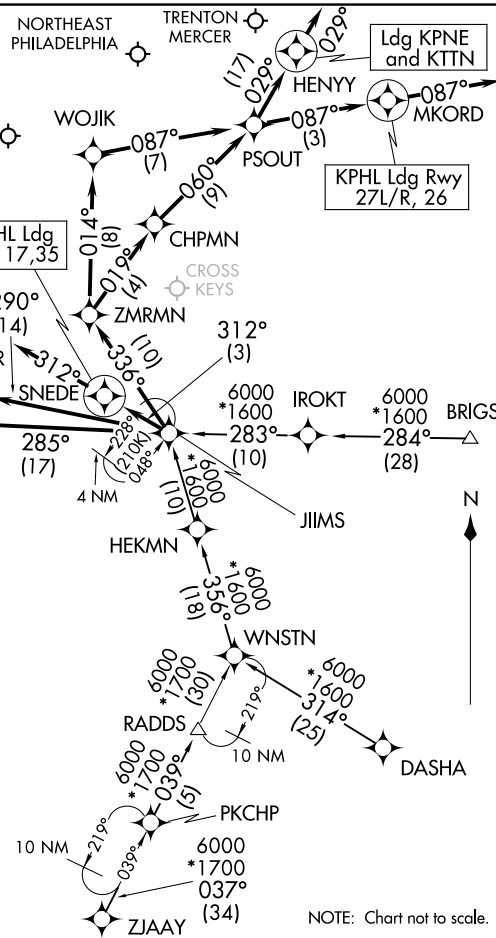 NORTHEAST
PHILADELPHIA
TRENTON
MERCER
029°
029°
(17)
HENYY
Ldg KPNE
and KTTN
WOJIK
087°
(7)
PSOUT
087°
(3)
087°
MKORD
KPHL Ldg Rwy
27L/R, 26
060°
(9)
CHPMN
014°
(8)
019°
(4)
HL Ldg
17,35
CROSS
KEYS
ZMRMN
290°
14)
R
312°
SNEDE
336°
(10)
312°
(3)
6000
*1600
283°
(10)
IROKT
6000
*1600
284°
(28)
BRIGS
285°
(17)
228°
(210K)
048°
4 NM
JIIMS
6000
*1600
(10)
HEKMN
N
6000
*1600
356°
(18)
WNSTN
6000
*1700
(30)
219°
10 NM
6000
*1600
314°
(25)
DASHA
RADDS
6000
*1700
039°
(5)
PKCHP
10 NM
219°
039°
6000
*1700
037°
(34)
ZJAAY
NOTE: Chart not to scale.